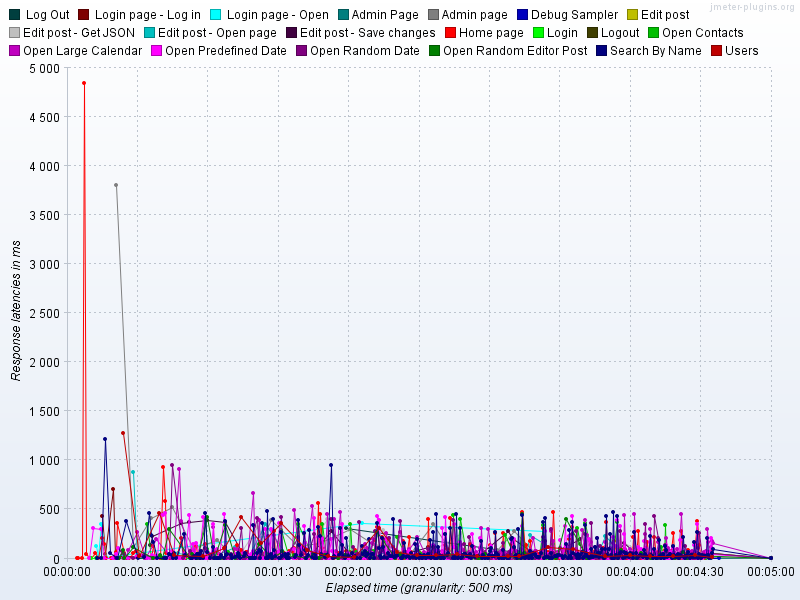 jmeter-plugins.org
Log Out Login page - Log in Login page - Open Admin Page Admin page Debug Sampler Edit post
Edit post - Get JSON Edit post - Open page Edit post - Save changes Home page Login Logout Open Contacts
Open Large Calendar Open Predefined Date Open Random Date Open Random Editor Post Search By Name Users
5 000
4 500
4 000
3 500
3 000
2 500
2 000
1 500
1 000
500
0
Response latencies in ms
00:00:00 00:00:30 00:01:00 00:01:30 00:02:00 00:02:30 00:03:00 00:03:30 00:04:00 00:04:30 00:05:00
Elapsed time (granularity: 500 ms)